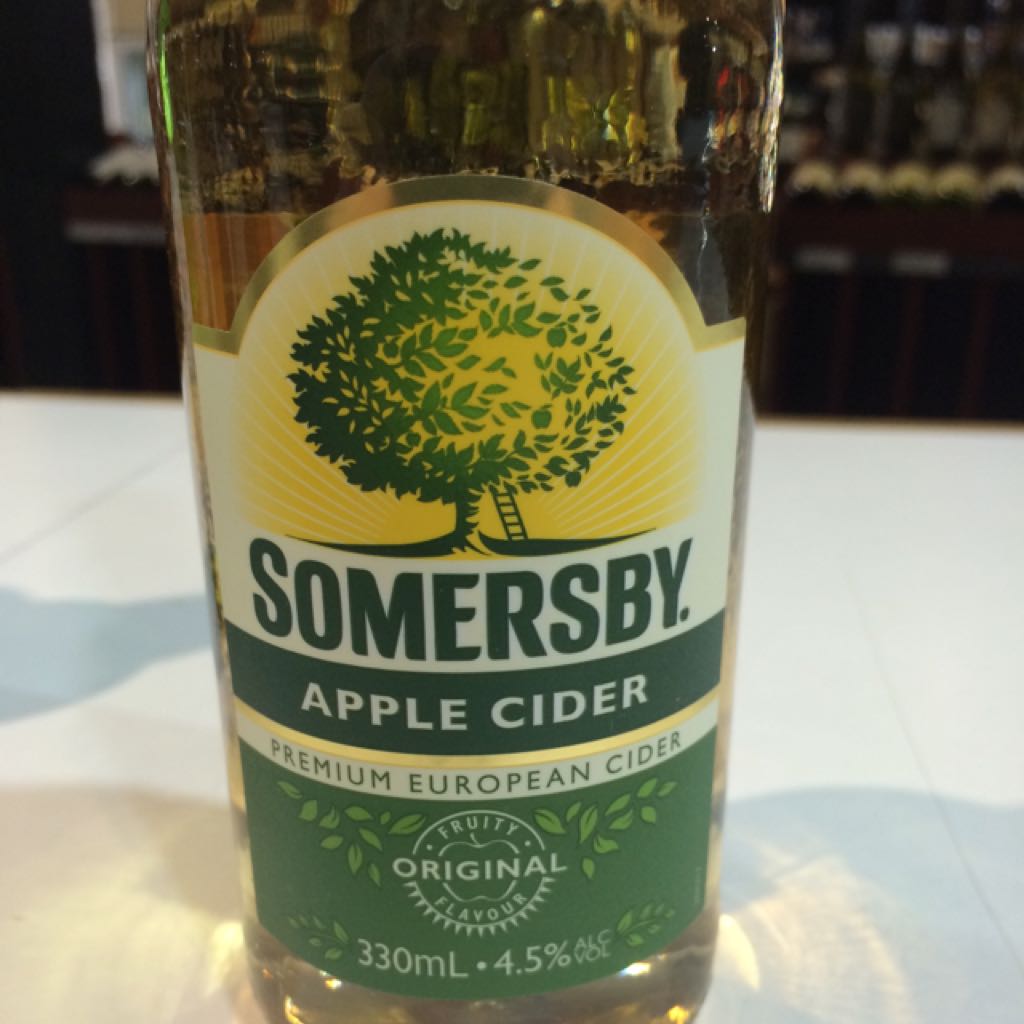 SOMERSBY.
APPLE CIDER
PREMIUM EUROPEAN CIDER
FRUITY
ORIGINAL
FLAVOUR
330mL • 4.5% ALC VOL